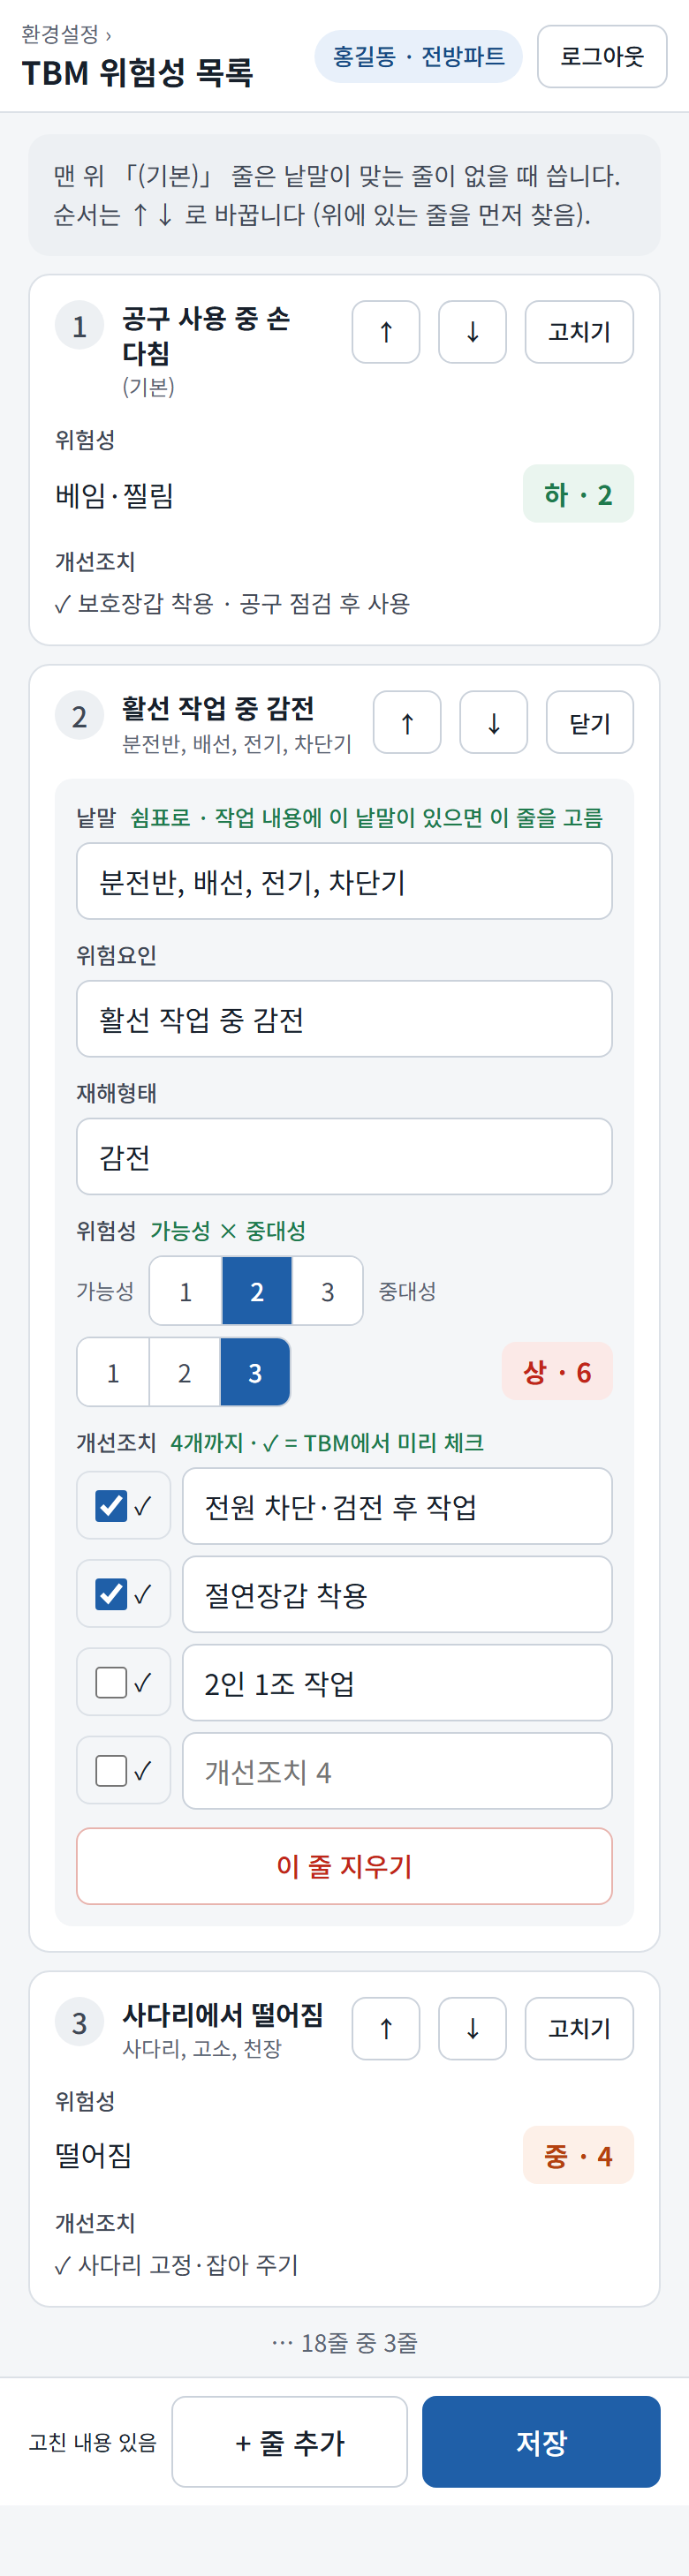 환경설정 ›
TBM 위험성 목록
홍길동 · 전방파트
로그아웃
맨 위 「(기본)」 줄은 낱말이 맞는 줄이 없을 때 씁니다.
순서는 ↑↓ 로 바꿉니다 (위에 있는 줄을 먼저 찾음).
1
공구 사용 중 손
다침
(기본)
↑
↓
고치기
위험성
베임·찔림
하 · 2
개선조치
✓ 보호장갑 착용 · 공구 점검 후 사용
2
활선 작업 중 감전
분전반, 배선, 전기, 차단기
↑
↓
닫기
낱말 쉼표로 · 작업 내용에 이 낱말이 있으면 이 줄을 고름
분전반, 배선, 전기, 차단기
위험요인
활선 작업 중 감전
재해형태
감전
위험성 가능성 × 중대성
가능성 1 2 3 중대성
1 2 3
상 · 6
개선조치 4개까지 · ✓ = TBM에서 미리 체크
✓ 전원 차단·검전 후 작업
✓ 절연장갑 착용
✓ 2인 1조 작업
✓ 개선조치 4
이 줄 지우기
3
사다리에서 떨어짐
사다리, 고소, 천장
↑
↓
고치기
위험성
떨어짐
중 · 4
개선조치
✓ 사다리 고정·잡아 주기
… 18줄 중 3줄
고친 내용 있음
+ 줄 추가
저장